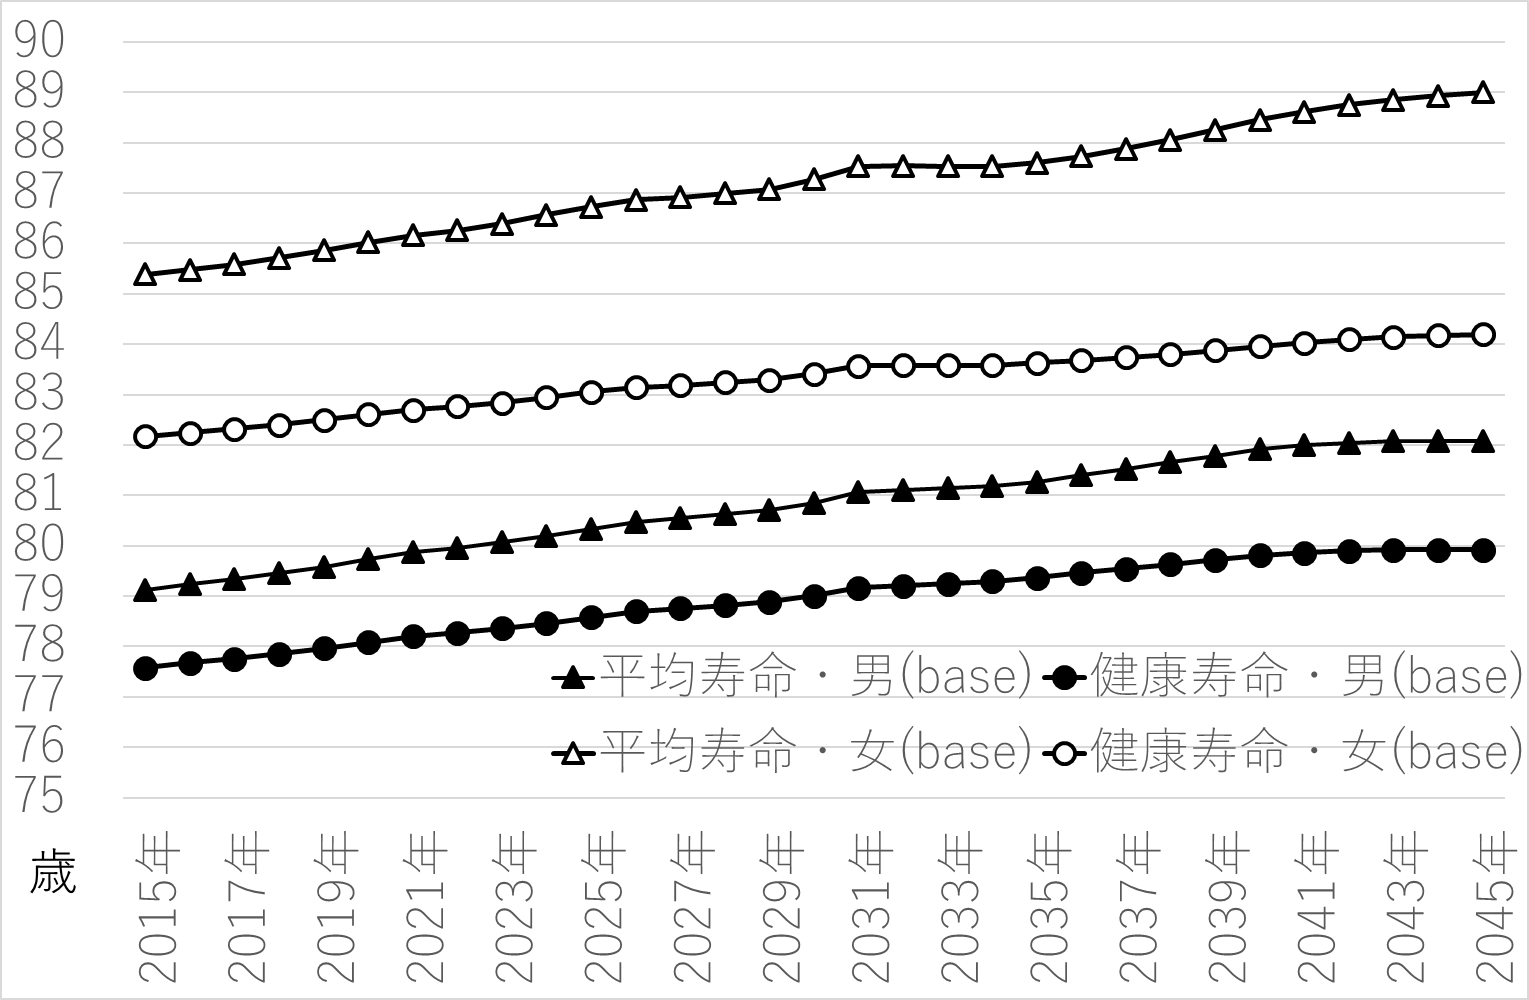 90
89
88
87
86
85
84
83
82
81
80
79
78
77
76
75
平均寿命・男(base) 健康寿命・男(base)
平均寿命・女(base) 健康寿命・女(base)
歳
2015年
2017年
2019年
2021年
2023年
2025年
2027年
2029年
2031年
2033年
2035年
2037年
2039年
2041年
2043年
2045年